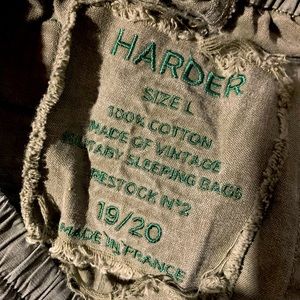 HARDER
SIZE L
100% COTTON
MADE OF VINTAGE
MILITARY SLEEPING BAGS
RESTOCK N°2
19/20
MADE IN FRANCE